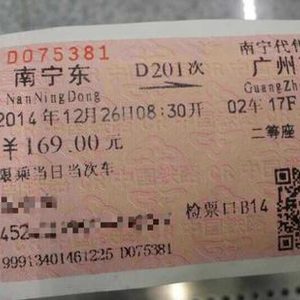 D075381 南宁代
南宁东 D201次 广州
NanNingDong GuangZh
2014年12月26日08:30开 02车17F
￥169.00元 二等座
限乘当日当次车
检票口B14
452
99913401461225 D075381